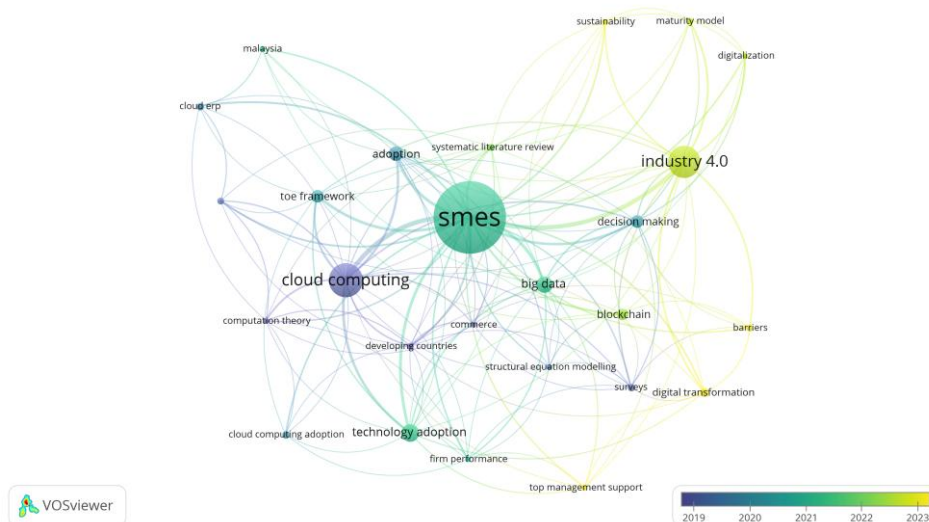 sustainability
maturity model
malaysia
digitalization
cloud erp
adoption
systematic literature review
industry 4.0
toe framework
smes
decision making
cloud computing
big data
computation theory
commerce
blockchain
barriers
developing countries
structural equation modelling
surveys
digital transformation
cloud computing adoption
technology adoption
firm performance
top management support
VOSviewer
2019 2020 2021 2022 2023